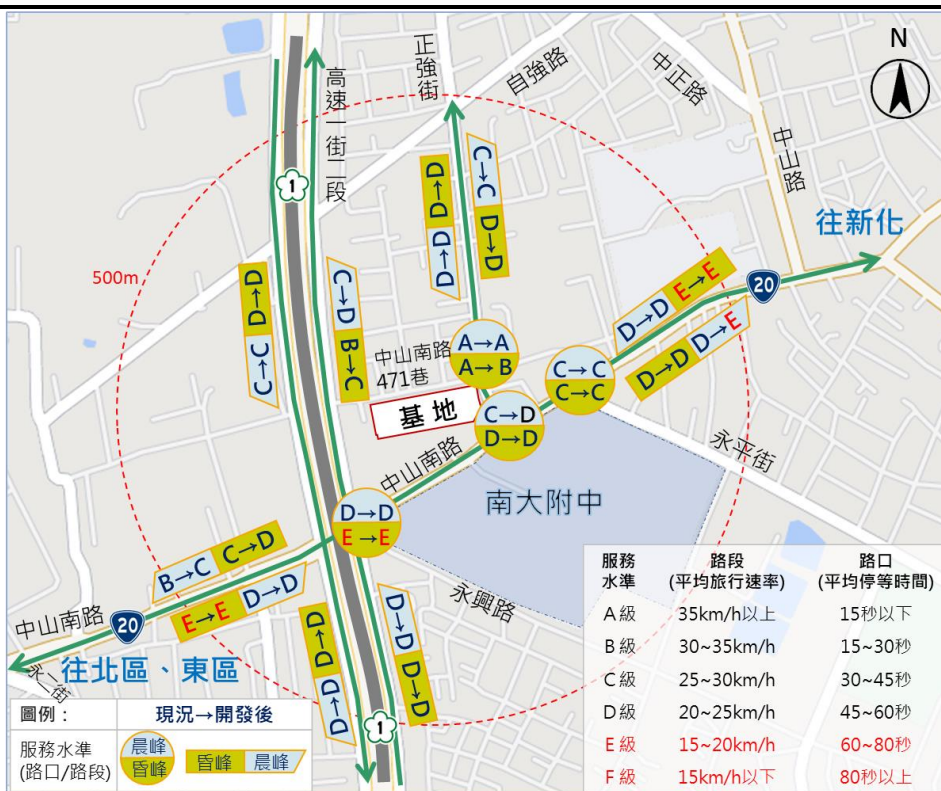 N
正強街
自強路
中正路
中山路
高速一街二段
1
往新化
20
500m
D→D D→D
C→C D→D
D→D C→C
C→D B→C
D→D E→E
D→D D→E
中山南路
471巷
A→A
A→B
C→C
C→C
基地
C→D
D→D
中山南路
永平街
南大附中
D→D
E→E
B→C C→D
E→E D→D
中山南路
20
永興路
往北區、東區
永二街
D→D D→D
D→D D→D
1
圖例：
現況→開發後
服務水準
(路口/路段)
晨峰
昏峰
昏峰 晨峰
服務 路段 路口
水準 (平均旅行速率) (平均停等時間)
A級 35km/h以上 15秒以下
B級 30~35km/h 15~30秒
C級 25~30km/h 30~45秒
D級 20~25km/h 45~60秒
E級 15~20km/h 60~80秒
F級 15km/h以下 80秒以上